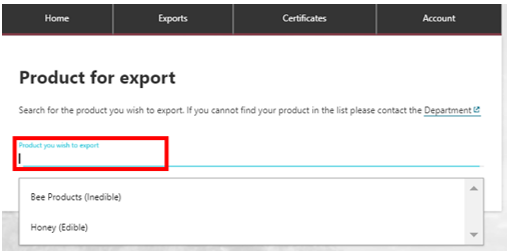 Home Exports Certificates Account
Product for export
Search for the product you wish to export. If you cannot find your product in the list please contact the Department
Product you wish to export
Bee Products (Inedible)
Honey (Edible)